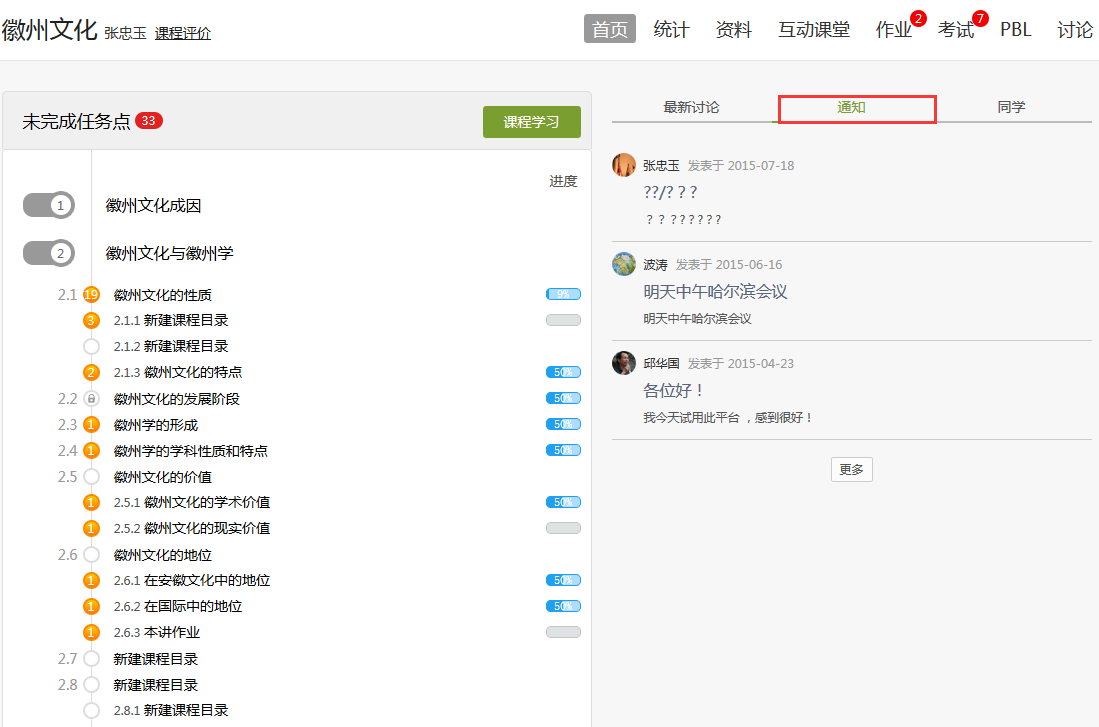 徽州文化 张忠玉 课程评价
首页 统计 资料 互动课堂 作业 2 考试 7 PBL 讨论
未完成任务点 33 课程学习
进度
1 徽州文化成因
2 徽州文化与徽州学
2.1 19 徽州文化的性质 9%
3 2.1.1 新建课程目录
2.1.2 新建课程目录
2 2.1.3 徽州文化的特点 50%
2.2 徽州文化的发展阶段 50%
2.3 1 徽州学的形成 50%
2.4 1 徽州学的学科性质和特点 50%
2.5 徽州文化的价值
1 2.5.1 徽州文化的学术价值 50%
1 2.5.2 徽州文化的现实价值
2.6 徽州文化的地位
1 2.6.1 在安徽文化中的地位 50%
1 2.6.2 在国际中的地位 50%
1 2.6.3 本讲作业
2.7 新建课程目录
2.8 新建课程目录
2.8.1 新建课程目录
最新讨论 通知 同学
张忠玉 发表于 2015-07-18
??/? ? ?
? ? ? ? ? ? ? ?
波涛 发表于 2015-06-16
明天中午哈尔滨会议
明天中午哈尔滨会议
邱华国 发表于 2015-04-23
各位好！
我今天试用此平台 ，感到很好！
更多